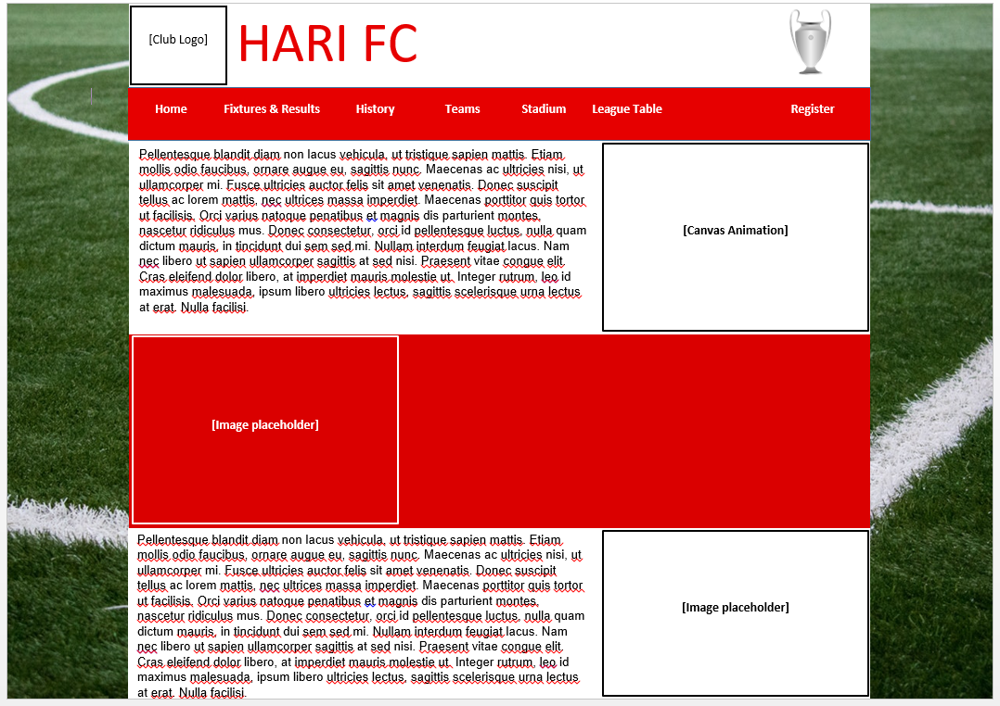 [Club Logo]
HARI FC
Home Fixtures & Results History Teams Stadium League Table Register
Pellentesque blandit diam non lacus vehicula, ut tristique sapien mattis. Etiam
mollis odio faucibus, ornare augue eu, sagittis nunc. Maecenas ac ultricies nisi, ut
ullamcorper mi. Fusce ultricies auctor felis sit amet venenatis. Donec suscipit
tellus ac lorem mattis, nec ultrices massa imperdiet. Maecenas porttitor quis tortor
ut facilisis. Orci varius natoque penatibus et magnis dis parturient montes,
nascetur ridiculus mus. Donec consectetur, orci id pellentesque luctus, nulla quam
dictum mauris, in tincidunt dui sem sed mi. Nullam interdum feugiat lacus. Nam
nec libero ut sapien ullamcorper sagittis at sed nisi. Praesent vitae congue elit.
Cras eleifend dolor libero, at imperdiet mauris molestie ut. Integer rutrum, leo id
maximus malesuada, ipsum libero ultricies lectus, sagittis scelerisque urna lectus
at erat. Nulla facilisi.
[Canvas Animation]
[Image placeholder]
Pellentesque blandit diam non lacus vehicula, ut tristique sapien mattis. Etiam
mollis odio faucibus, ornare augue eu, sagittis nunc. Maecenas ac ultricies nisi, ut
ullamcorper mi. Fusce ultricies auctor felis sit amet venenatis. Donec suscipit
tellus ac lorem mattis, nec ultrices massa imperdiet. Maecenas porttitor quis tortor
ut facilisis. Orci varius natoque penatibus et magnis dis parturient montes,
nascetur ridiculus mus. Donec consectetur, orci id pellentesque luctus, nulla quam
dictum mauris, in tincidunt dui sem sed mi. Nullam interdum feugiat lacus. Nam
nec libero ut sapien ullamcorper sagittis at sed nisi. Praesent vitae congue elit.
Cras eleifend dolor libero, at imperdiet mauris molestie ut. Integer rutrum, leo id
maximus malesuada, ipsum libero ultricies lectus, sagittis scelerisque urna lectus
at erat. Nulla facilisi.
[Image placeholder]